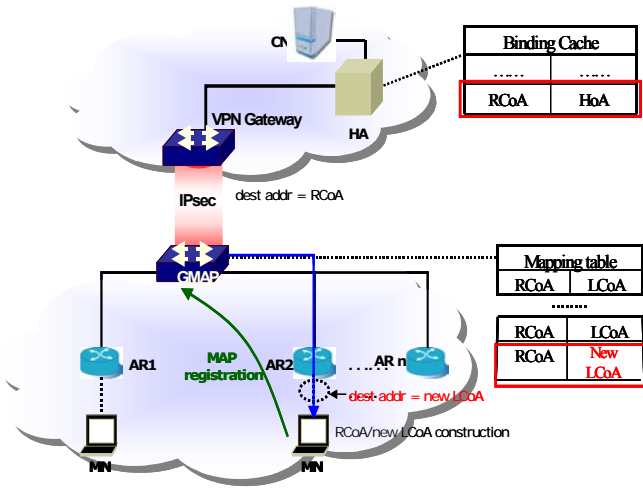 CN
Binding Cache
…… ……
RCoA HoA
VPN Gateway
HA
IPsec
dest addr = RCoA
GMAP
Mapping table
RCoA LCoA
........
RCoA LCoA
RCoA New
LCoA
AR1
MAP
registration
AR2
……
AR n
dest addr = new LCoA
RCoA/new LCoA construction
MN
MN